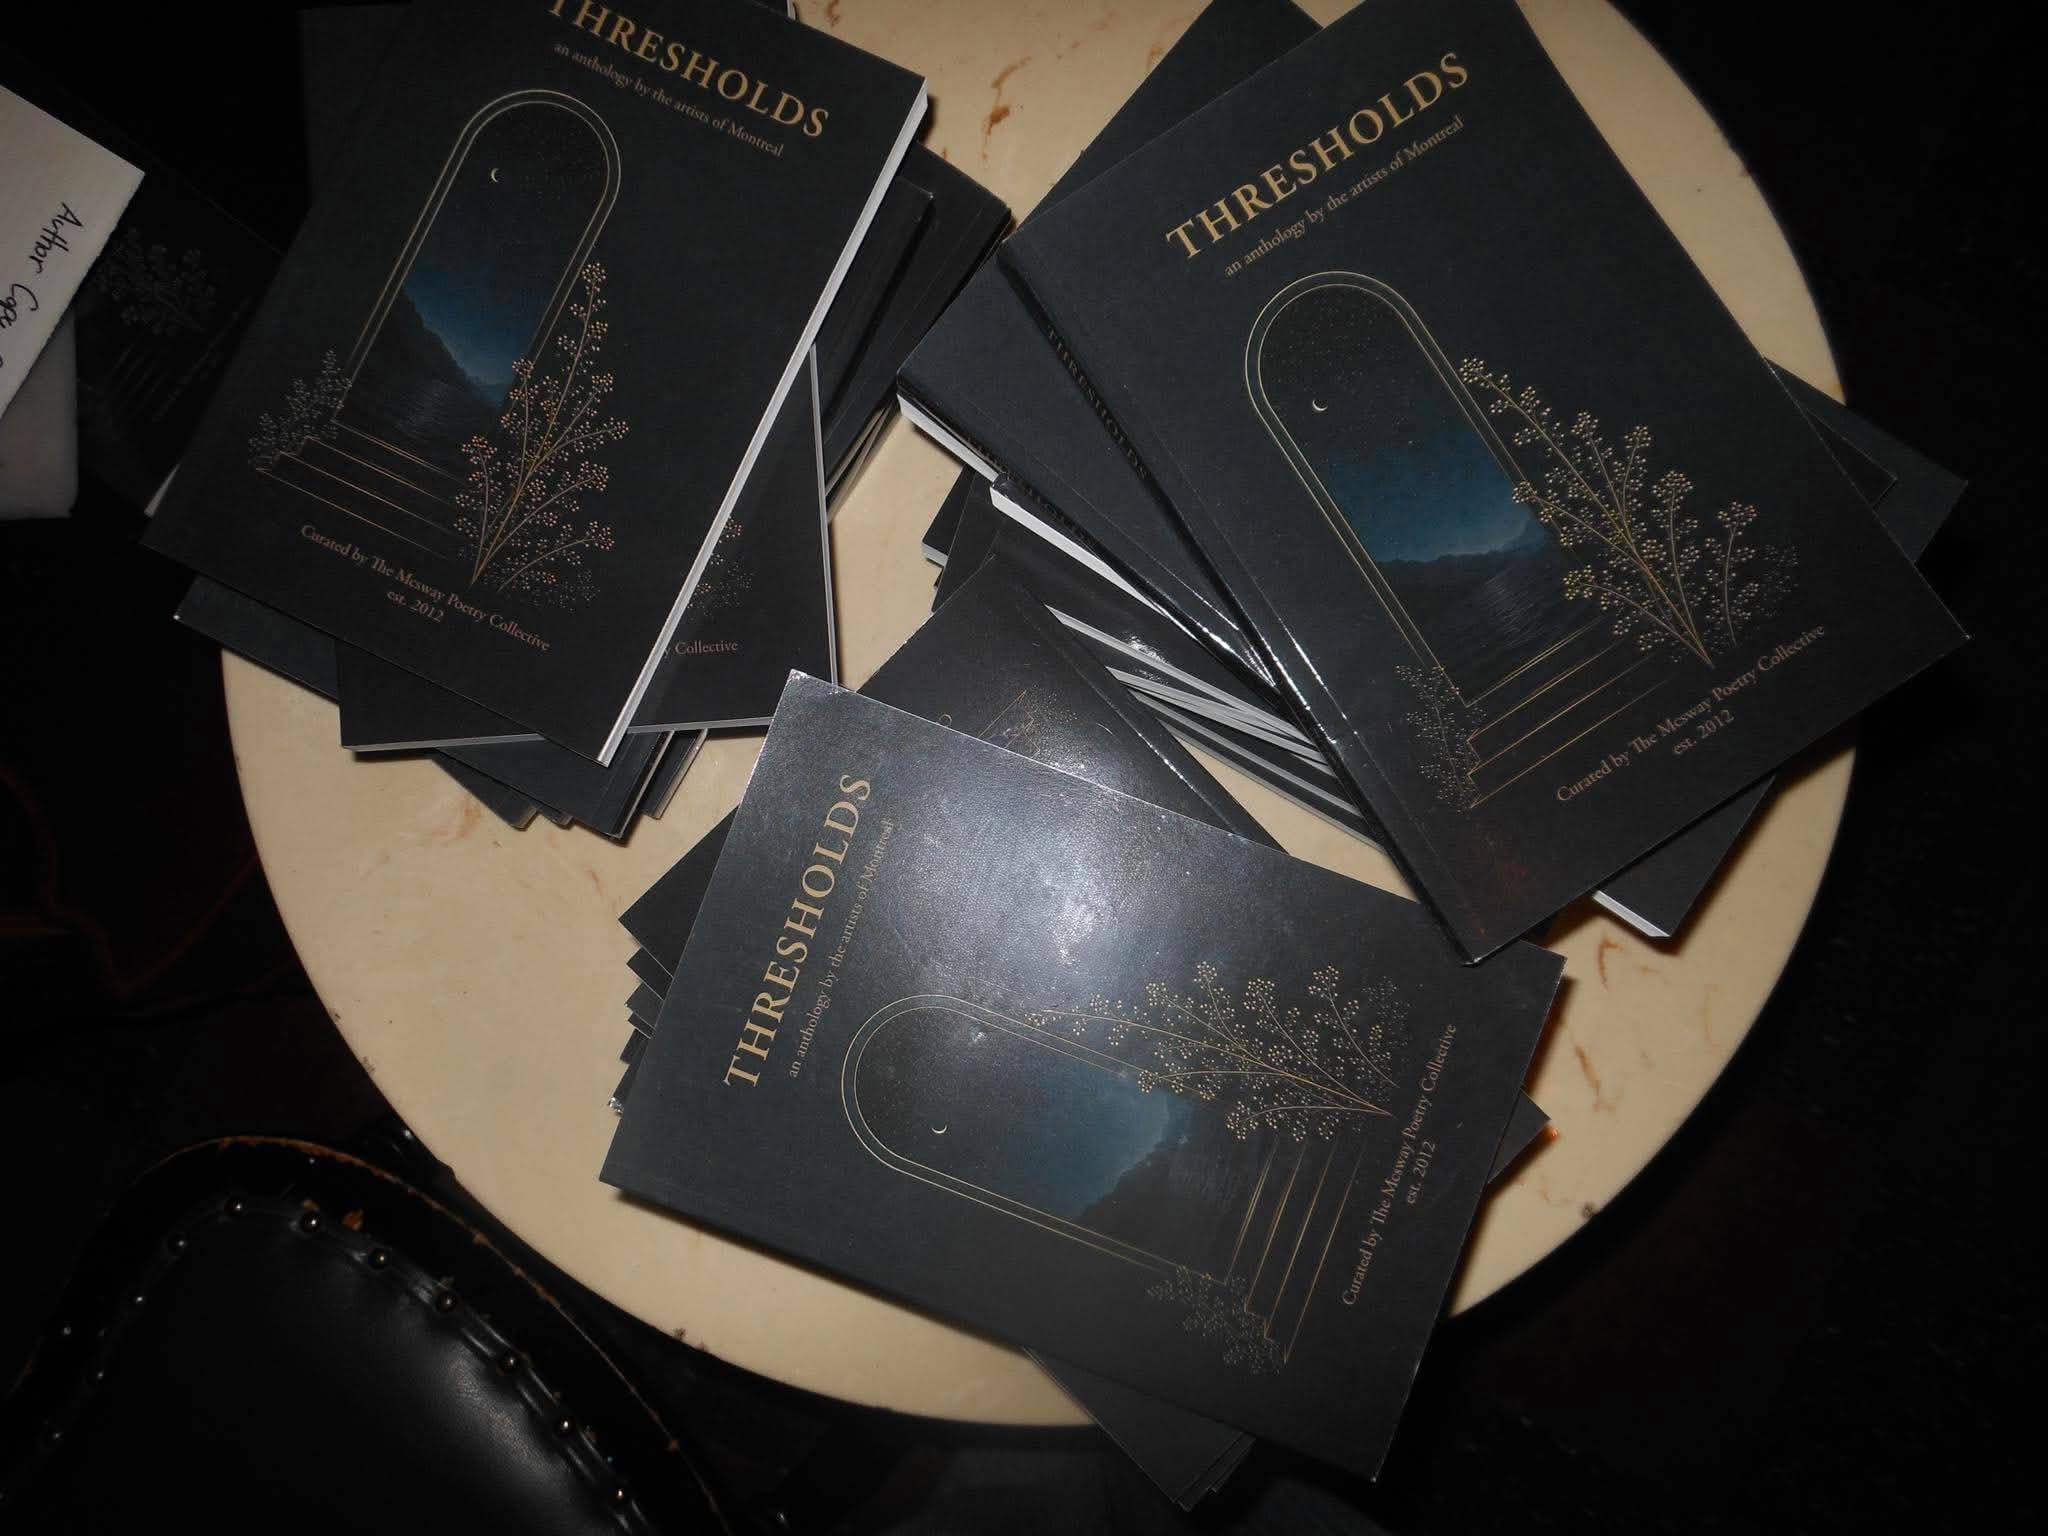 THRESHOLDS
an anthology by the artists of Montreal
Curated by The Mcsway Poetry Collective
est. 2012
Collective
THRESHOLDS
an anthology by the artists of Montreal
THRESHOLDS
Curated by The Mcsway Poetry Collective
est. 2012
THRESHOLDS
an anthology by the artists of Montreal
Curated by The Mcsway Poetry Collective
est. 2012
Author